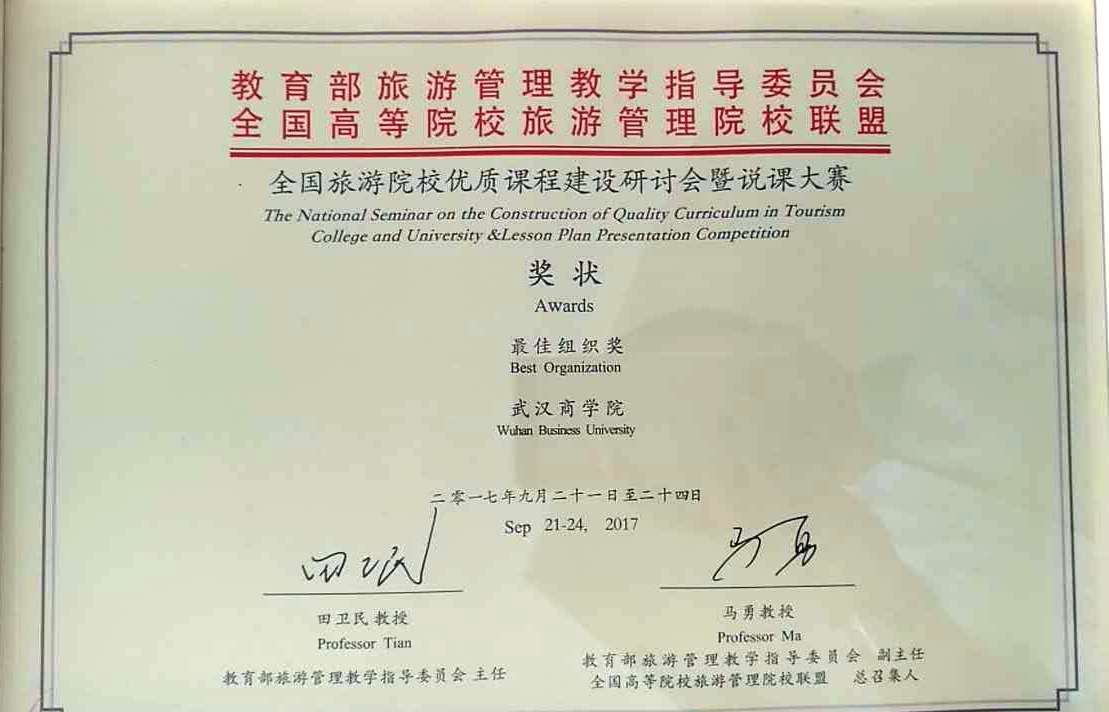 教育部旅游管理教学指导委员会
全国高等院校旅游管理院校联盟
全国旅游院校优质课程建设研讨会暨说课大赛
The National Seminar on the Construction of Quality Curriculum in Tourism
College and University &Lesson Plan Presentation Competition
奖状
Awards
最佳组织奖
Best Organization
武汉商学院
Wuhan Business University
二零一七年九月二十一日至二十四日
Sep 21-24, 2017
田卫民
马勇
田卫民教授
Professor Tian
教育部旅游管理教学指导委员会 主任
马勇教授
Professor Ma
教育部旅游管理教学指导委员会 副主任
全国高等院校旅游管理院校联盟 总召集人